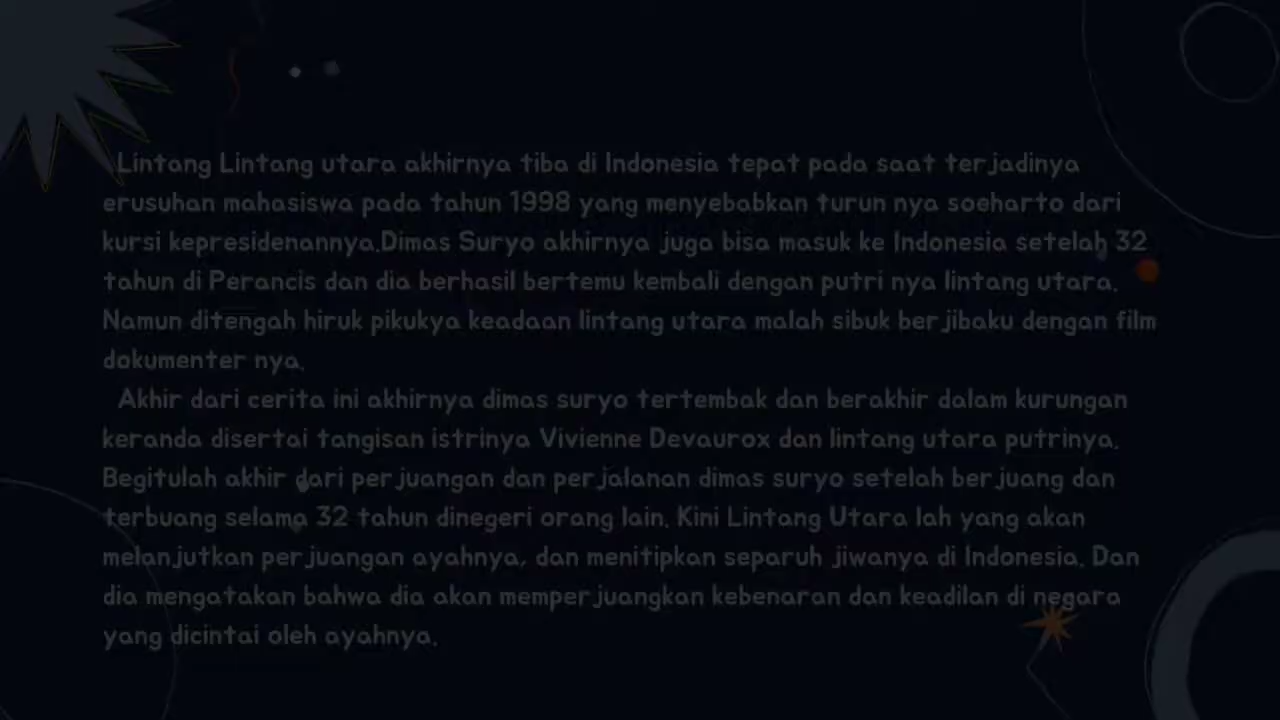 Lintang Lintang utara akhirnya tiba di Indonesia tepat pada saat terjadinya
erusuhan mahasiswa pada tahun 1998 yang menyebabkan turun nya soeharto dari
kursi kepresidenannya.Dimas Suryo akhirnya juga bisa masuk ke Indonesia setelah 32
tahun di Perancis dan dia berhasil bertemu kembali dengan putri nya lintang utara.
Namun ditengah hiruk pikukya keadaan lintang utara malah sibuk berjibaku dengan film
dokumenter nya.
Akhir dari cerita ini akhirnya dimas suryo tertembak dan berakhir dalam kurungan
keranda disertai tangisan istrinya Vivienne Devaurox dan lintang utara putrinya.
Begitulah akhir dari perjuangan dan perjalanan dimas suryo setelah berjuang dan
terbuang selama 32 tahun dinegeri orang lain. Kini Lintang Utara lah yang akan
melanjutkan perjuangan ayahnya, dan menitipkan separuh jiwanya di Indonesia. Dan
dia mengatakan bahwa dia akan memperjuangkan kebenaran dan keadilan di negara
yang dicintai oleh ayahnya.